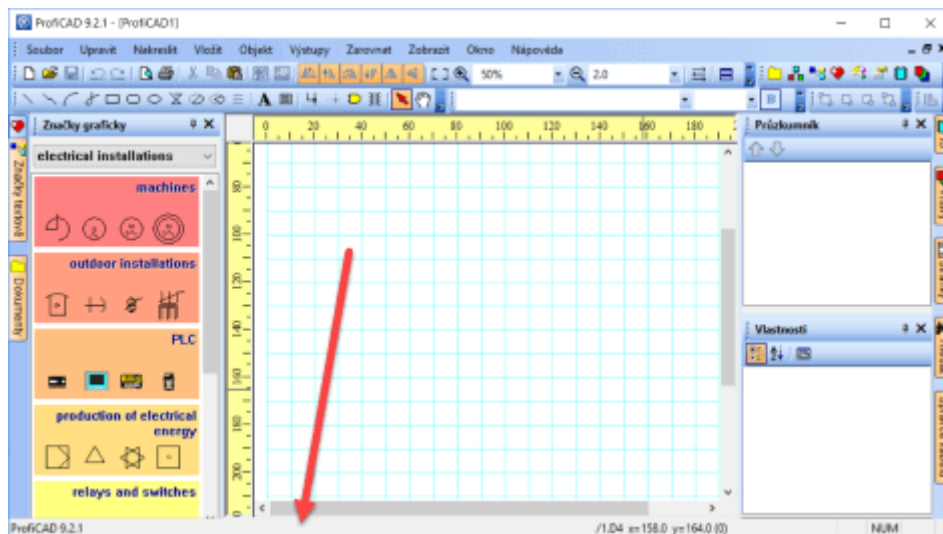 ProfiCAD 9.2.1 - (ProfiCAD1)
Soubor Upravit Nakreslit Vložit Objekt Výstupy Zarovnat Zobrazit Okno Nápověda
50% 2.0
A B
Značky graficky
0 20 40 60 80 100 120 140 160 180
Průzkumník
electrical installations
Značky textově
Dokumenty
machines
outdoor installations
PLC
production of electrical
energy
relays and switches
80
100
120
140
160
180
200
Vlastnosti
ProfiCAD 9.2.1
/1.D4 x=158.0 y=164.0 (0)
NUM